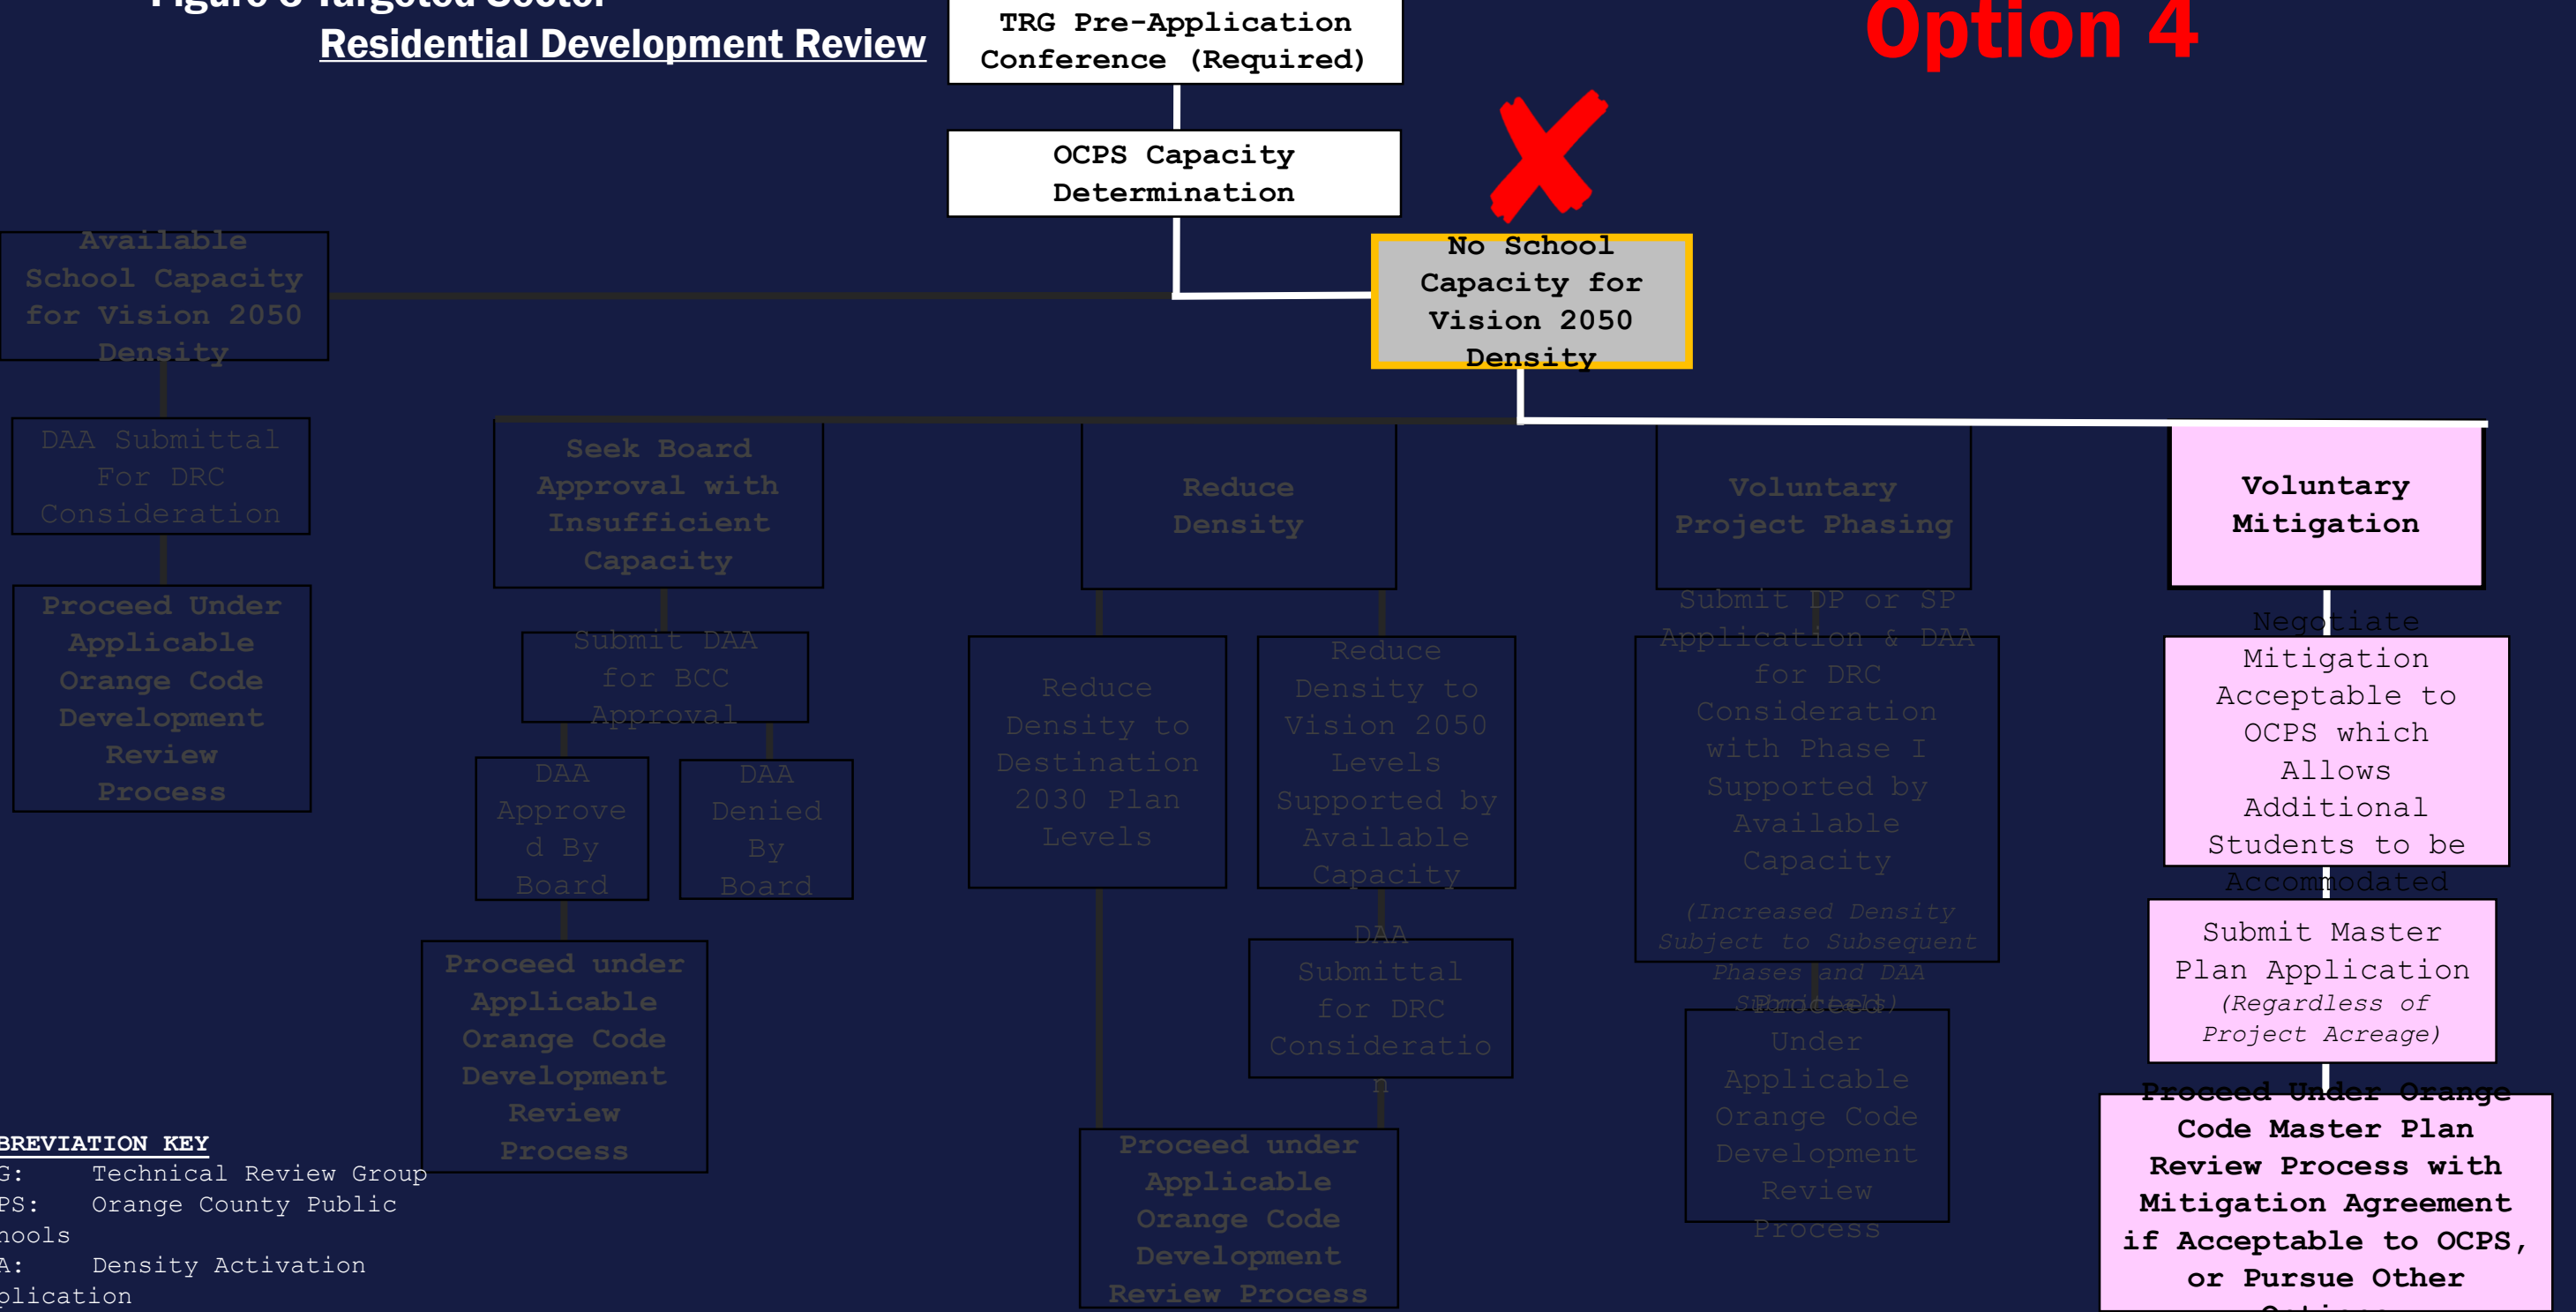 Figure 8 Targeted Sector
Residential Development Review
Option 4
TRG Pre-Application
Conference (Required)
OCPS Capacity
Determination
Available
School Capacity
for Vision 2050
Density
No School
Capacity for
Vision 2050
Density
DAA Submittal
For DRC
Consideration
Proceed Under
Applicable
Orange Code
Development
Review
Process
Seek Board
Approval with
Insufficient
Capacity
Submit DAA
for BCC
Approval
DAA
Approve
d By
Board
DAA
Denied
By
Board
Proceed under
Applicable
Orange Code
Development
Review
Process
Reduce
Density
Reduce
Density to
Destination
2030 Plan
Levels
Reduce
Density to
Vision 2050
Levels
Supported by
Available
Capacity
DAA
Submittal
for DRC
Consideratio
n
Proceed under
Applicable
Orange Code
Development
Review Process
Voluntary
Project Phasing
Submit DP or SP
Application & DAA
for DRC
Consideration
with Phase I
Supported by
Available
Capacity
(Increased Density
Subject to Subsequent
Phases and DAA
Submittals)
Proceed
Under
Applicable
Orange Code
Development
Review
Process
Voluntary
Mitigation
Negotiate
Mitigation
Acceptable to
OCPS which
Allows
Additional
Students to be
Accommodated
Submit Master
Plan Application
(Regardless of
Project Acreage)
Proceed Under Orange
Code Master Plan
Review Process with
Mitigation Agreement
if Acceptable to OCPS,
or Pursue Other
BREVIATION KEY
G: Technical Review Group
PS: Orange County Public
hools
A: Density Activation
plication